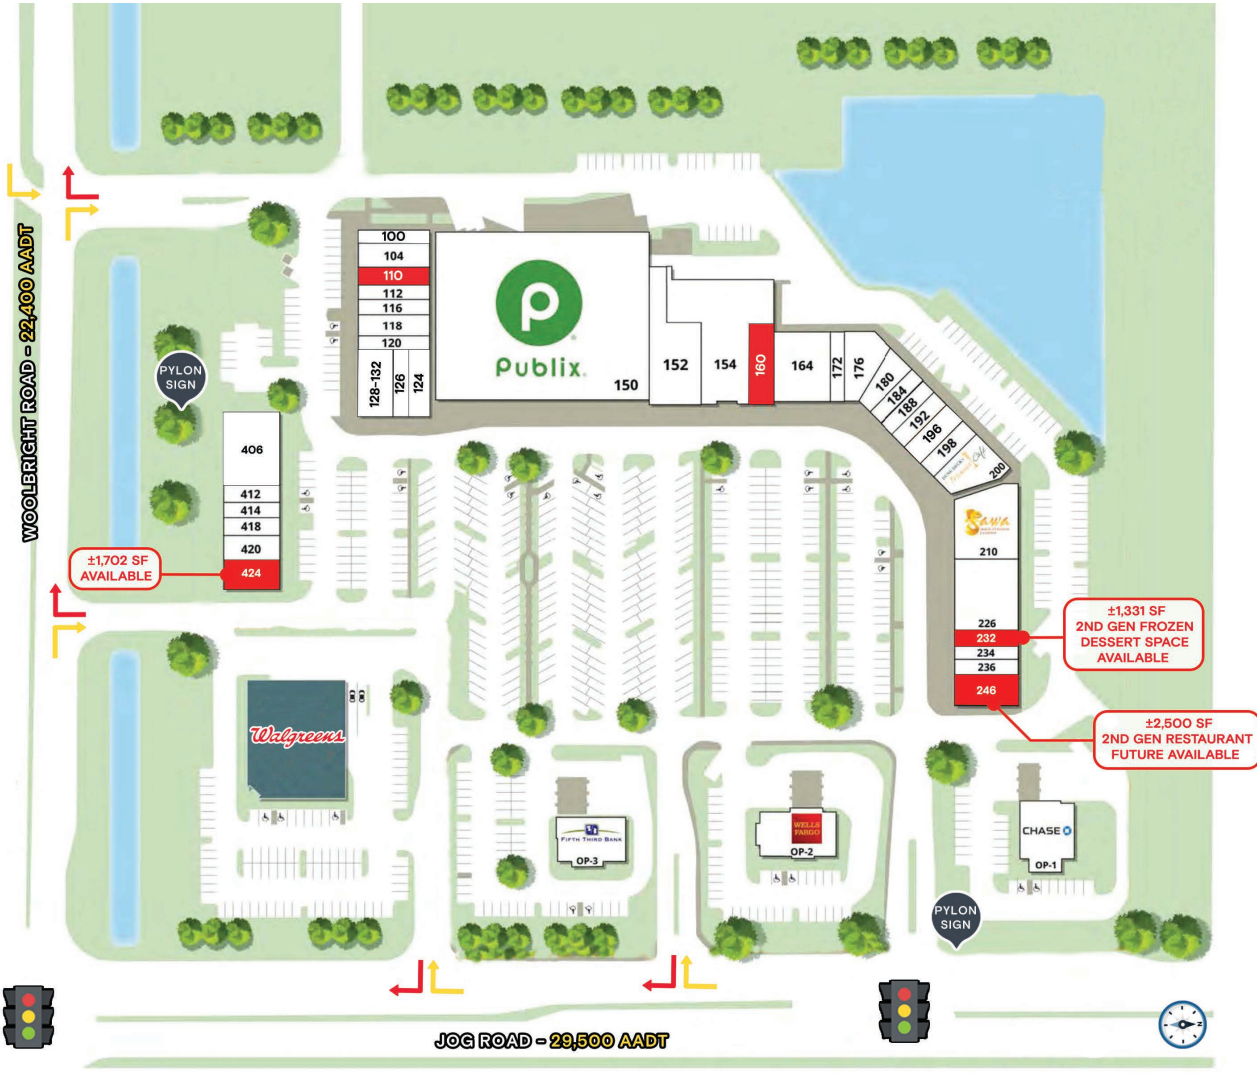 WOOLBRIGHT ROAD - 22,400 AADT
PYLON
SIGN
100
104
110
112
116
118
120
128-132
126
124
Publix.
150
152
154
160
164
172
176
180
184
188
192
196
198
200
406
412
414
418
420
424
±1,702 SF
AVAILABLE
Sawa
210
226
232
234
236
246
±1,331 SF
2ND GEN FROZEN
DESSERT SPACE
AVAILABLE
±2,500 SF
2ND GEN RESTAURANT
FUTURE AVAILABLE
Walgreens
FIFTH THIRD BANK
OP-3
WELLS
FARGO
OP-2
CHASE
OP-1
PYLON
SIGN
JOG ROAD - 29,500 AADT
N